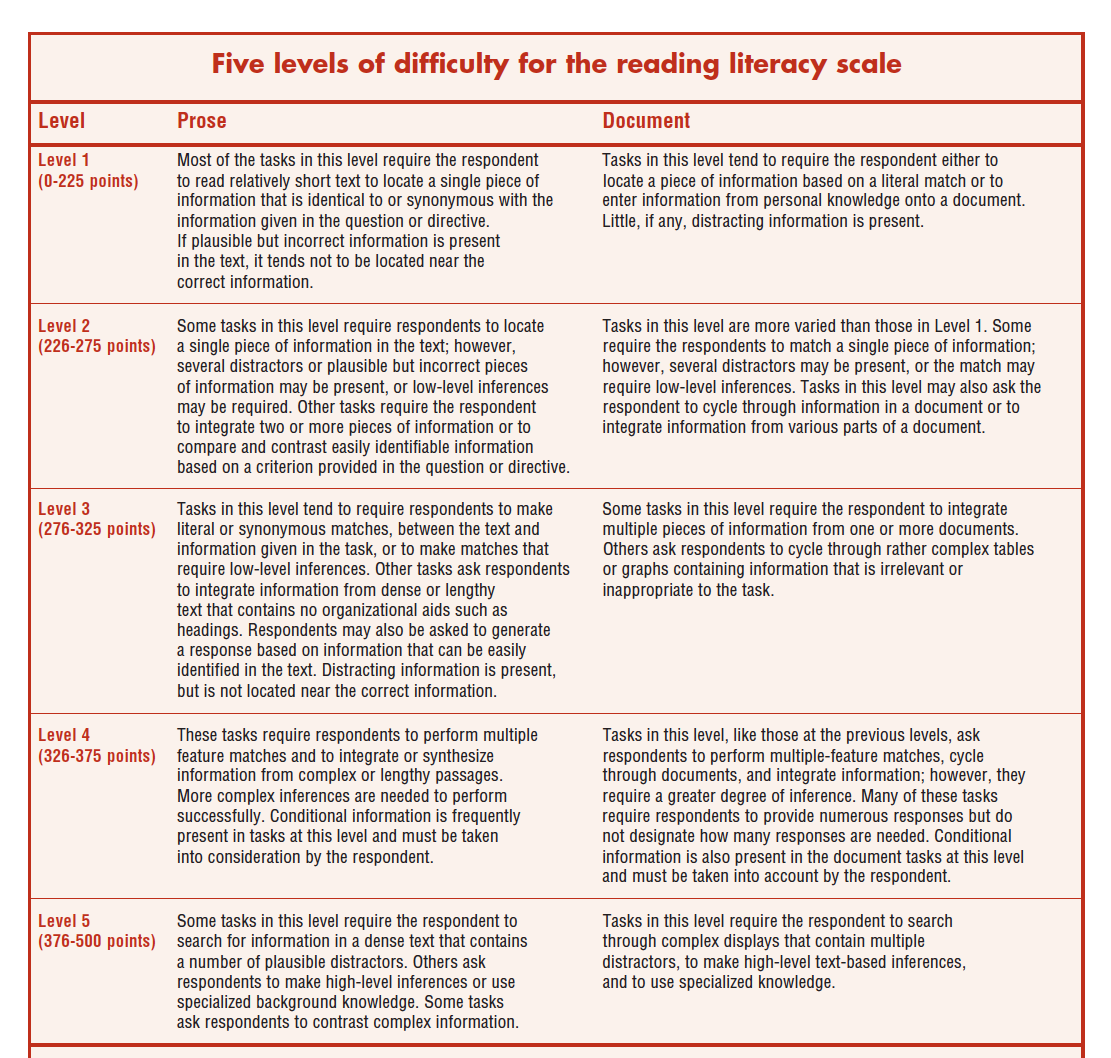 Five levels of difficulty for the reading literacy scale
Level Prose Document
Level 1
(0-225 points)
Most of the tasks in this level require the respondent
to read relatively short text to locate a single piece of
information that is identical to or synonymous with the
information given in the question or directive.
If plausible but incorrect information is present
in the text, it tends not to be located near the
correct information.
Tasks in this level tend to require the respondent either to
locate a piece of information based on a literal match or to
enter information from personal knowledge onto a document.
Little, if any, distracting information is present.
Level 2
(226-275 points)
Some tasks in this level require respondents to locate
a single piece of information in the text; however,
several distractors or plausible but incorrect pieces
of information may be present, or low-level inferences
may be required. Other tasks require the respondent
to integrate two or more pieces of information or to
compare and contrast easily identifiable information
based on a criterion provided in the question or directive.
Tasks in this level are more varied than those in Level 1. Some
require the respondents to match a single piece of information;
however, several distractors may be present, or the match may
require low-level inferences. Tasks in this level may also ask the
respondent to cycle through information in a document or to
integrate information from various parts of a document.
Level 3
(276-325 points)
Tasks in this level tend to require respondents to make
literal or synonymous matches, between the text and
information given in the task, or to make matches that
require low-level inferences. Other tasks ask respondents
to integrate information from dense or lengthy
text that contains no organizational aids such as
headings. Respondents may also be asked to generate
a response based on information that can be easily
identified in the text. Distracting information is present,
but is not located near the correct information.
Some tasks in this level require the respondent to integrate
multiple pieces of information from one or more documents.
Others ask respondents to cycle through rather complex tables
or graphs containing information that is irrelevant or
inappropriate to the task.
Level 4
(326-375 points)
These tasks require respondents to perform multiple
feature matches and to integrate or synthesize
information from complex or lengthy passages.
More complex inferences are needed to perform
successfully. Conditional information is frequently
present in tasks at this level and must be taken
into consideration by the respondent.
Tasks in this level, like those at the previous levels, ask
respondents to perform multiple-feature matches, cycle
through documents, and integrate information; however, they
require a greater degree of inference. Many of these tasks
require respondents to provide numerous responses but do
not designate how many responses are needed. Conditional
information is also present in the document tasks at this level
and must be taken into account by the respondent.
Level 5
(376-500 points)
Some tasks in this level require the respondent to
search for information in a dense text that contains
a number of plausible distractors. Others ask
respondents to make high-level inferences or use
specialized background knowledge. Some tasks
ask respondents to contrast complex information.
Tasks in this level require the respondent to search
through complex displays that contain multiple
distractors, to make high-level text-based inferences,
and to use specialized knowledge.